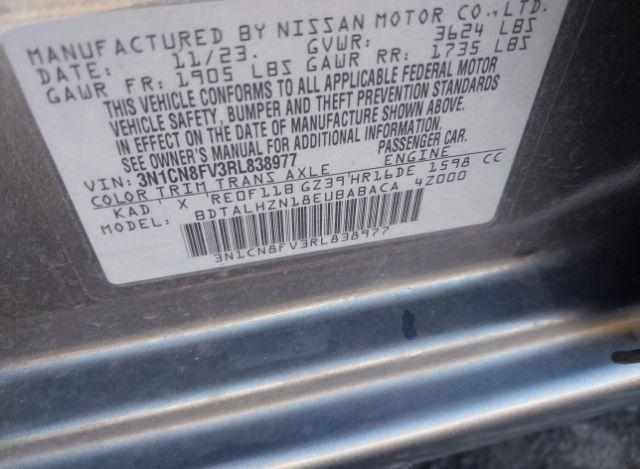 MANUFACTURED BY NISSAN MOTOR CO., LTD.
DATE: 11/23. GVWR: 3624 LBS
GAWR FR: 1905 LBS GAWR RR: 1735 LBS
THIS VEHICLE CONFORMS TO ALL APPLICABLE FEDERAL MOTOR
VEHICLE SAFETY, BUMPER AND THEFT PREVENTION STANDARDS
IN EFFECT ON THE DATE OF MANUFACTURE SHOWN ABOVE.
SEE OWNER'S MANUAL FOR ADDITIONAL INFORMATION.
VIN: 3N1CN8FV3RL838977 PASSENGER CAR.
COLOR TRIM TRANS AXLE ENGINE
KAD X RE0F11B GZ39 HR16DE 1598 CC
MODEL: BDTALHZN18EUBABACA 4Z000
3N1CN8FV3RL838977